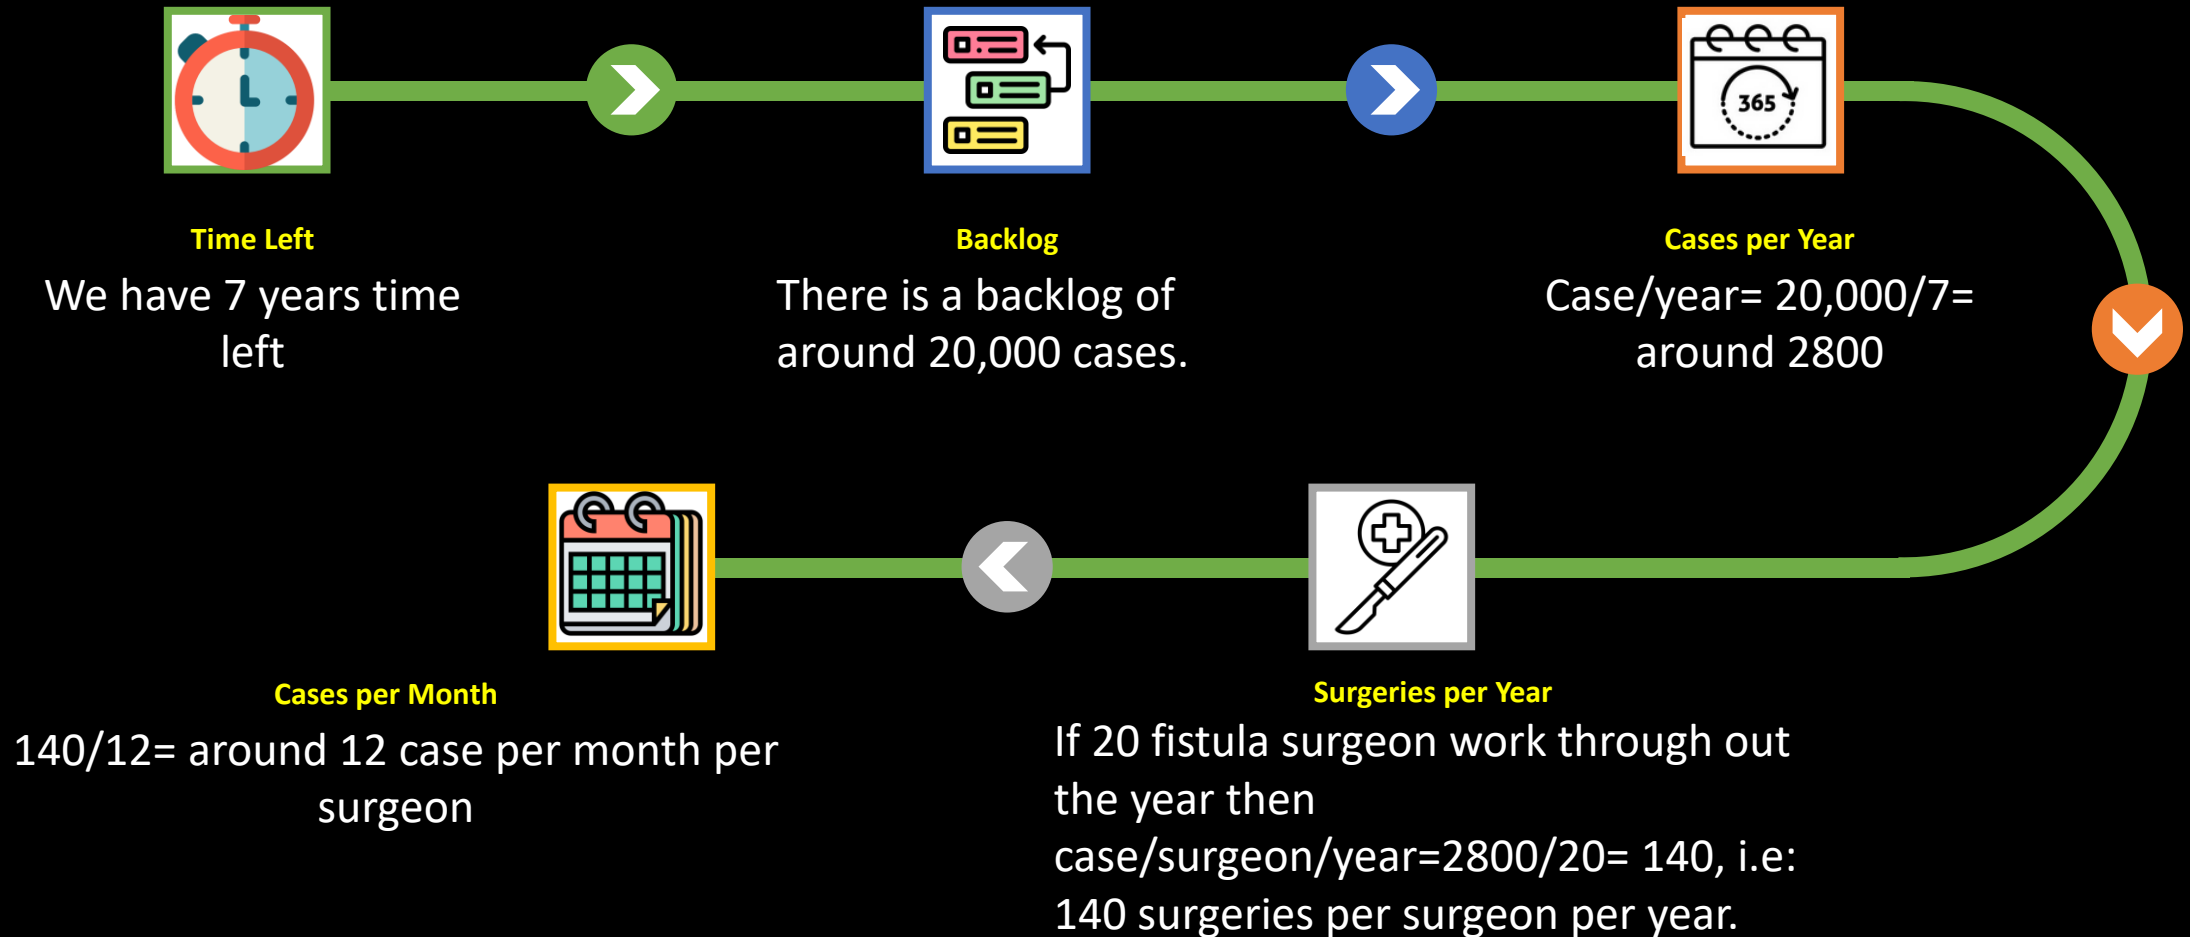 365
Time Left
We have 7 years time
left
Backlog
There is a backlog of
around 20,000 cases.
Cases per Year
Case/year= 20,000/7=
around 2800
Surgeries per Year
If 20 fistula surgeon work through out
the year then
case/surgeon/year=2800/20= 140, i.e:
140 surgeries per surgeon per year.
Cases per Month
140/12= around 12 case per month per
surgeon